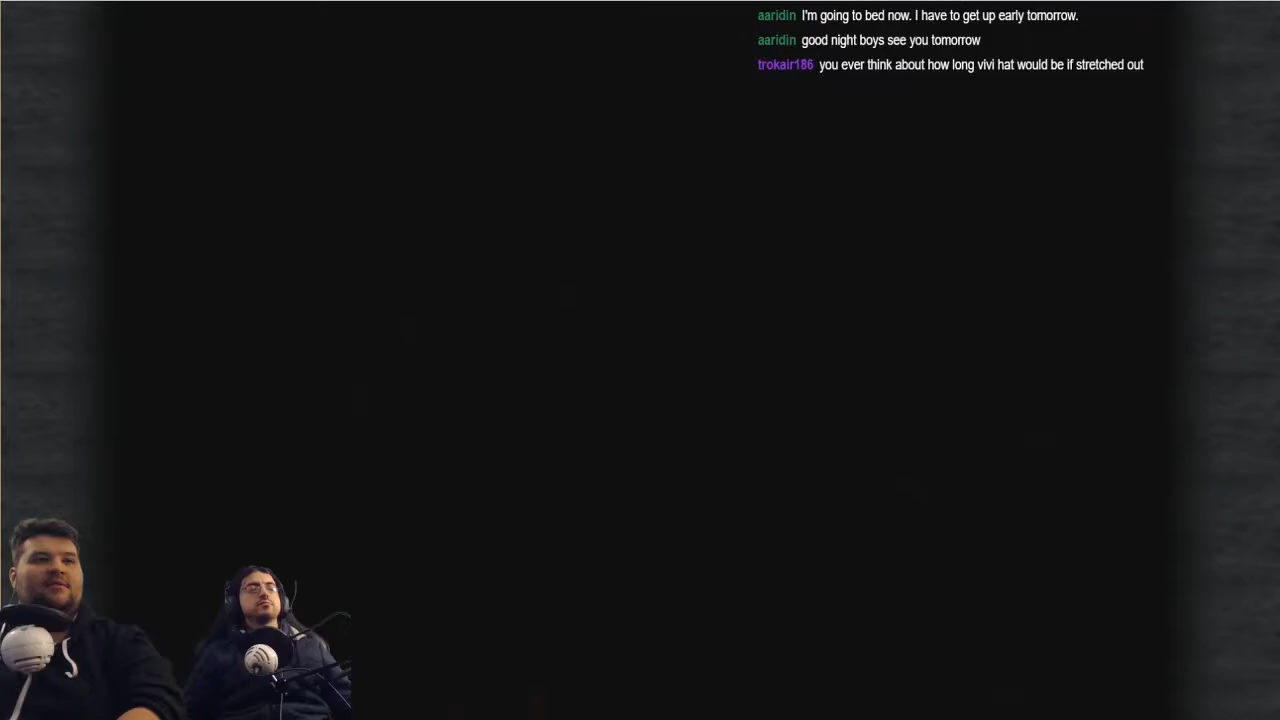 aaridin I'm going to bed now. I have to get up early tomorrow.
aaridin good night boys see you tomorrow
trokair186 you ever think about how long vivi hat would be if stretched out